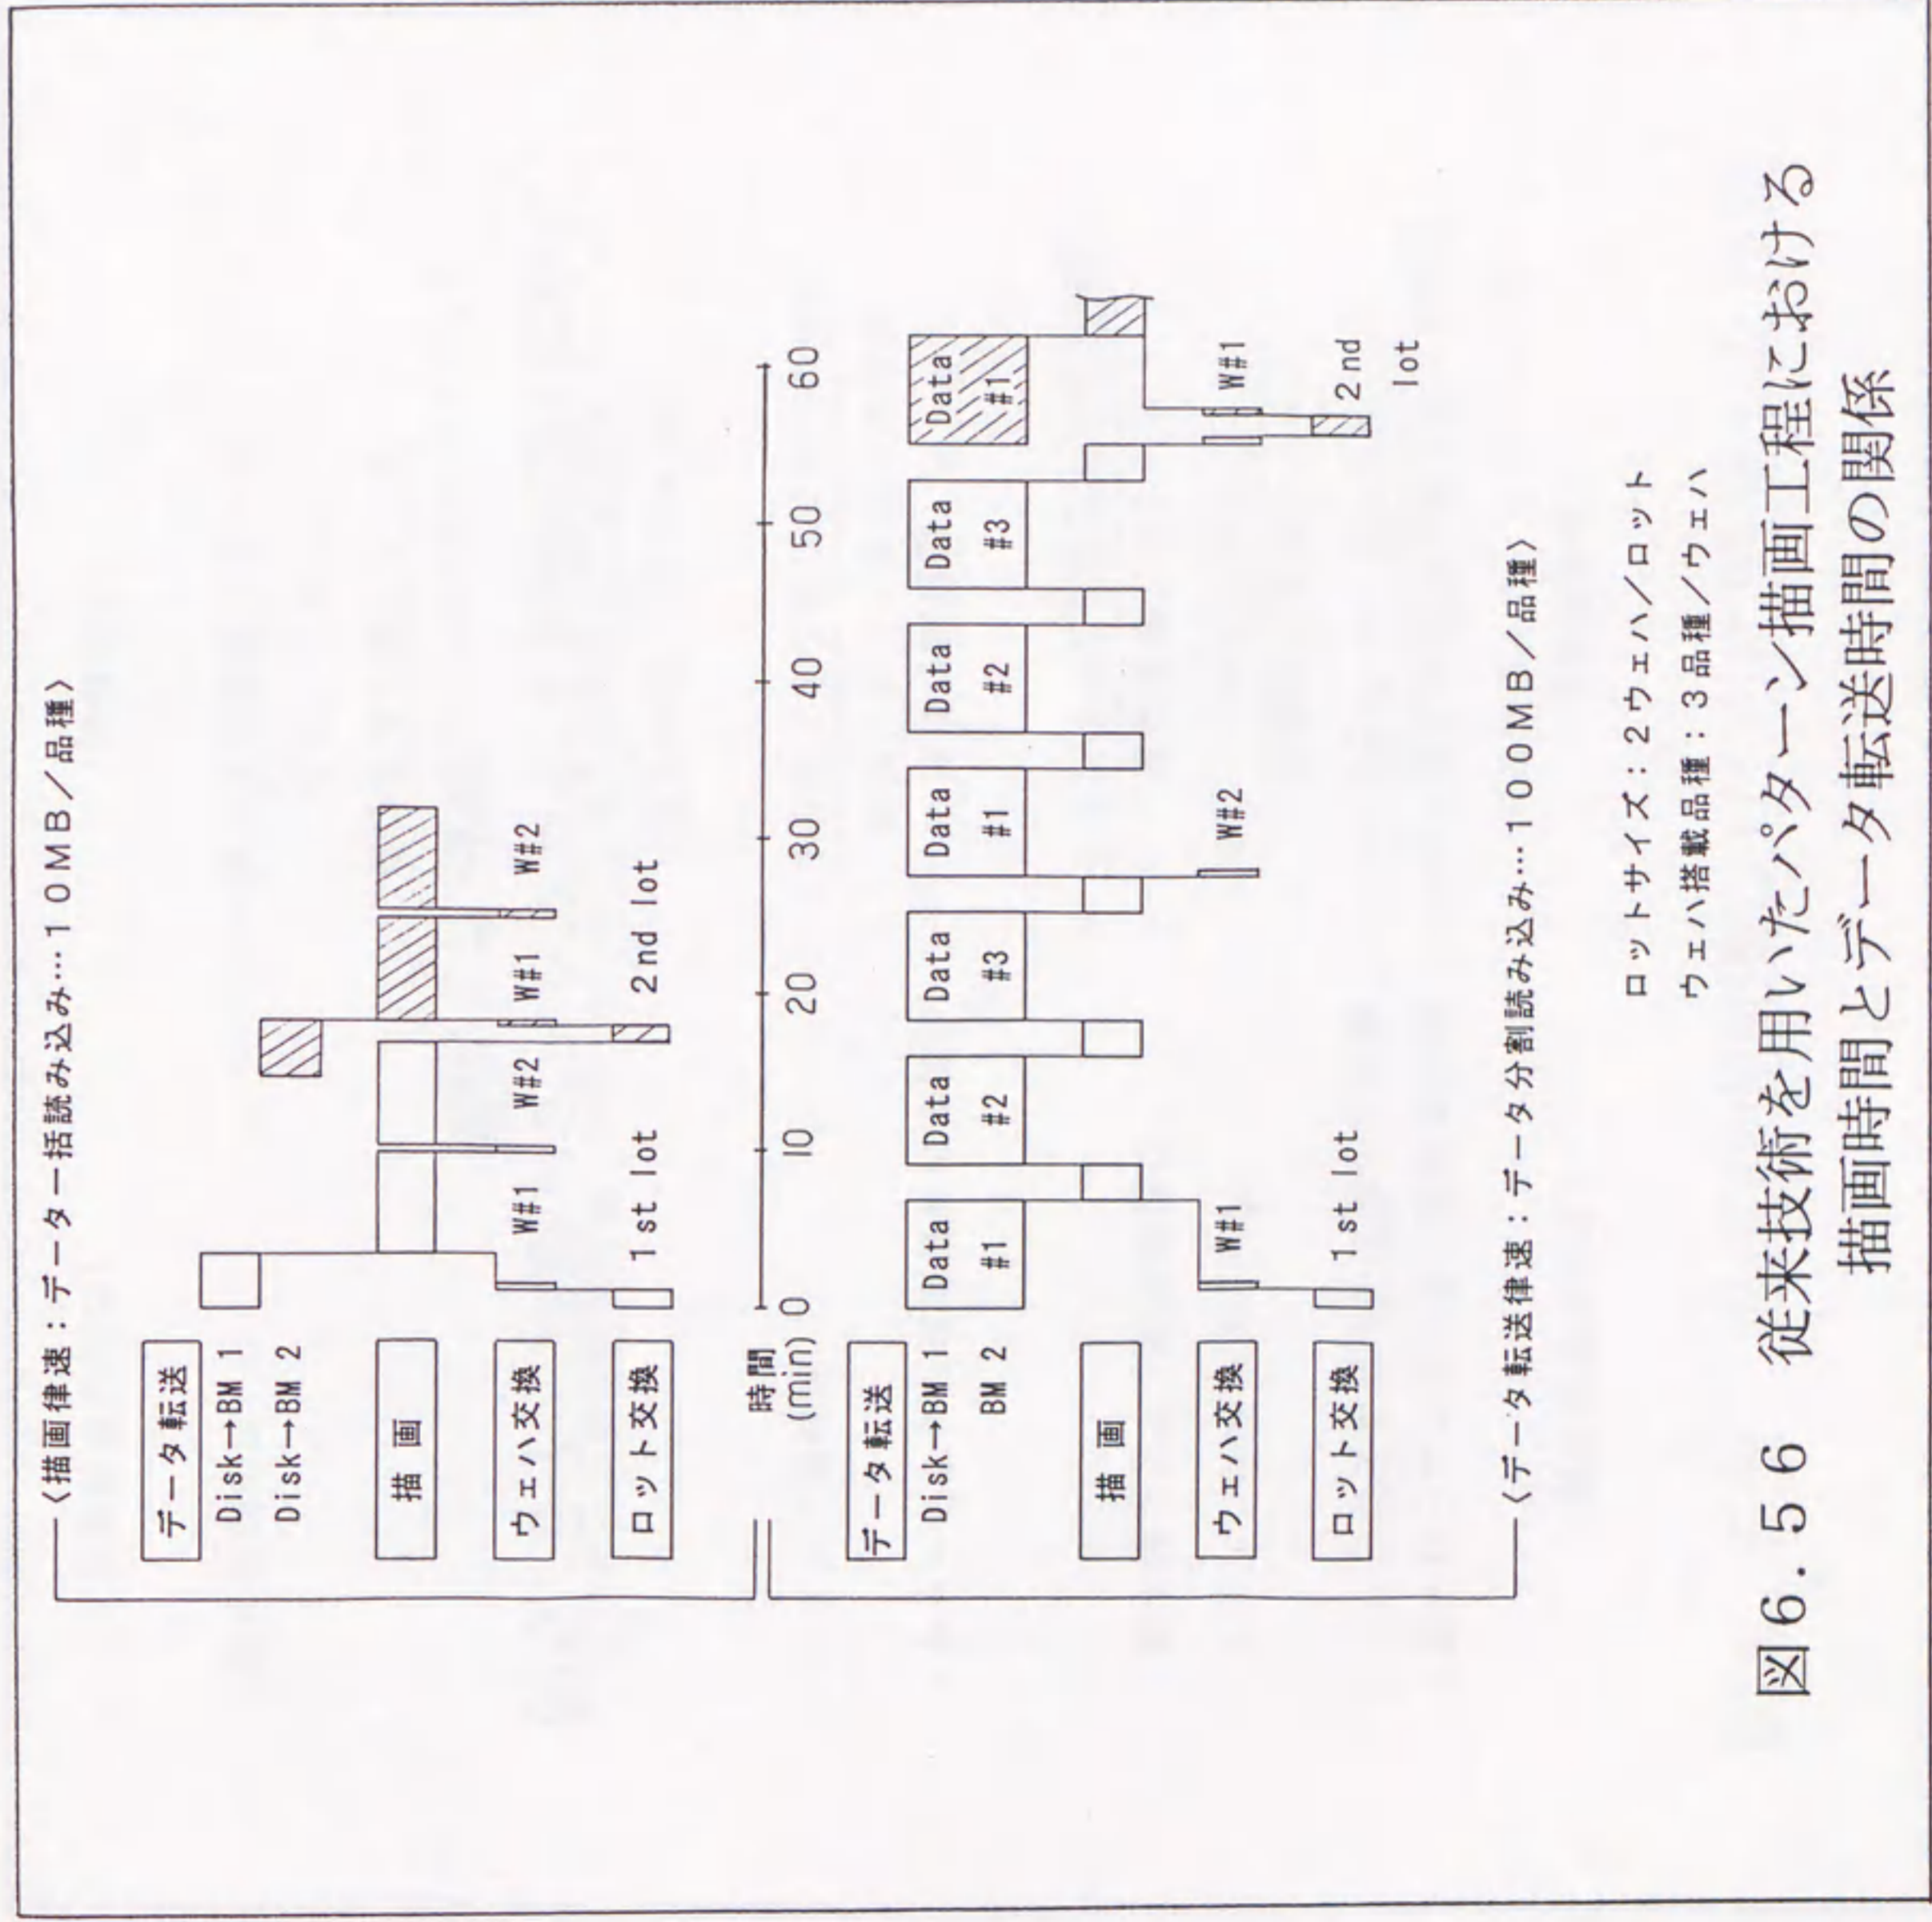 〈描画律速：データ一括読み込み…１０ＭＢ／品種〉
データ転送
Disk→BM 1
Disk→BM 2
描 画
ウェハ交換
W#1 W#2 W#1 W#2
ロット交換
1st lot 2nd lot
時間
(min) 0 10 20 30 40 50 60
データ転送
Disk→BM 1 Data Data Data Data Data Data Data
BM 2 #1 #2 #3 #1 #2 #3 #1
描 画
ウェハ交換
W#1 W#2 W#1
ロット交換
1st lot 2nd
lot
〈データ転送律速：データ分割読み込み…１００ＭＢ／品種〉
ロットサイズ：２ウェハ／ロット
ウェハ搭載品種：３品種／ウェハ
図６.５６ 従来技術を用いたパターン描画工程における
描画時間とデータ転送時間の関係